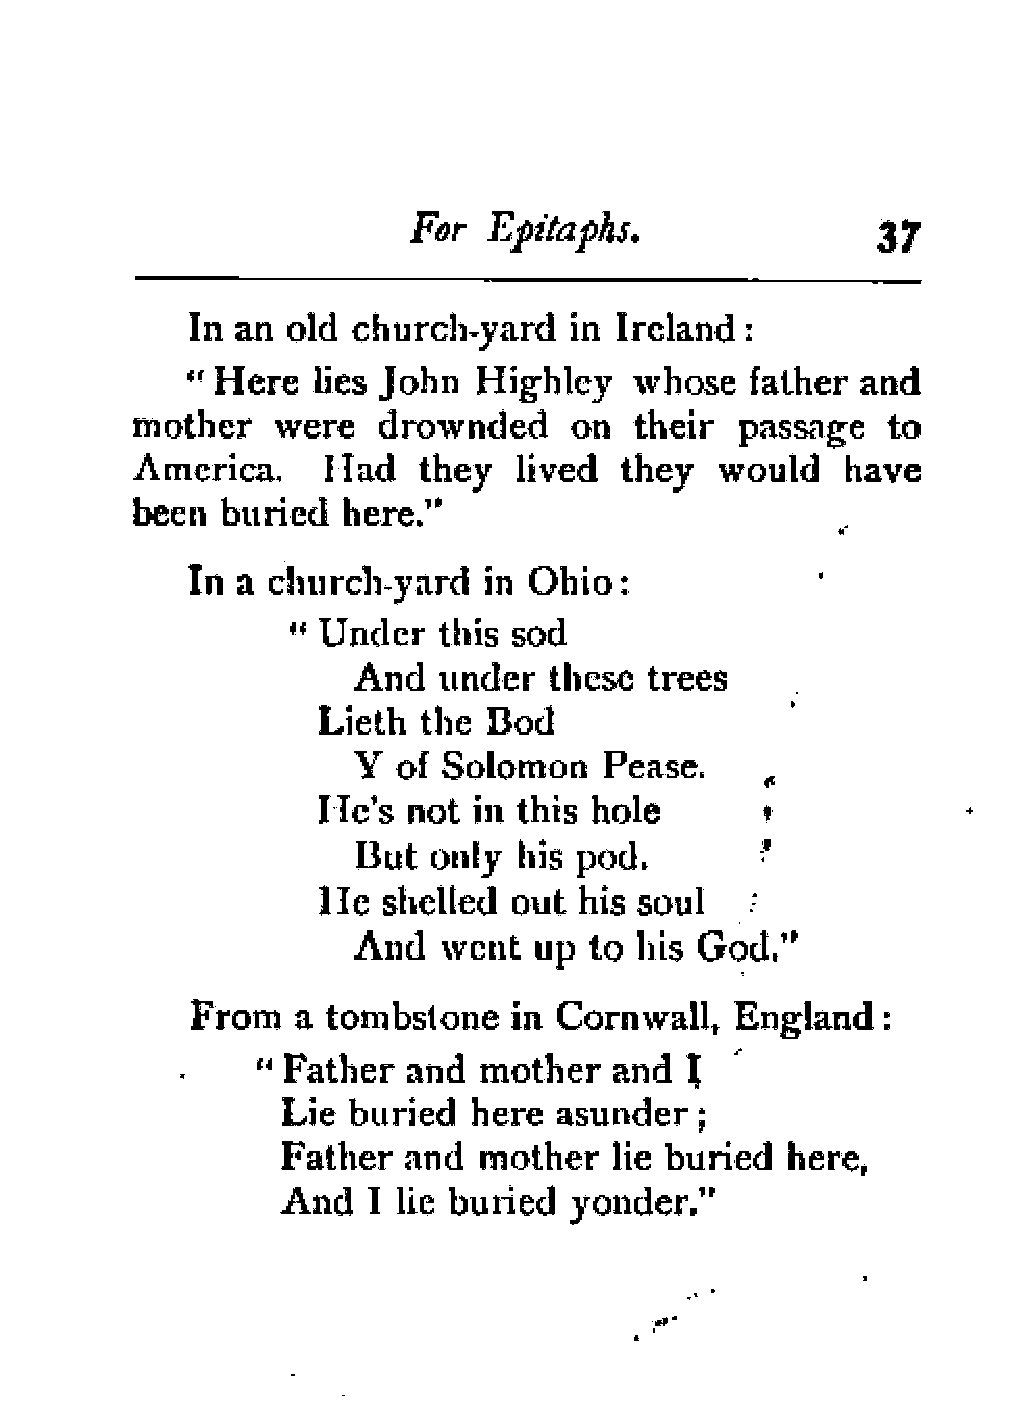 For Epitaphs. 37
In an old church-yard in Ireland:
"Here lies John Highley whose father and
mother were drownded on their passage to
America. Had they lived they would have
been buried here."
In a church-yard in Ohio:
"Under this sod
And under these trees
Lieth the Bod
Y of Solomon Pease.
He's not in this hole
But only his pod.
He shelled out his soul
And went up to his God."
From a tombstone in Cornwall, England:
"Father and mother and I
Lie buried here asunder;
Father and mother lie buried here,
And I lie buried yonder."